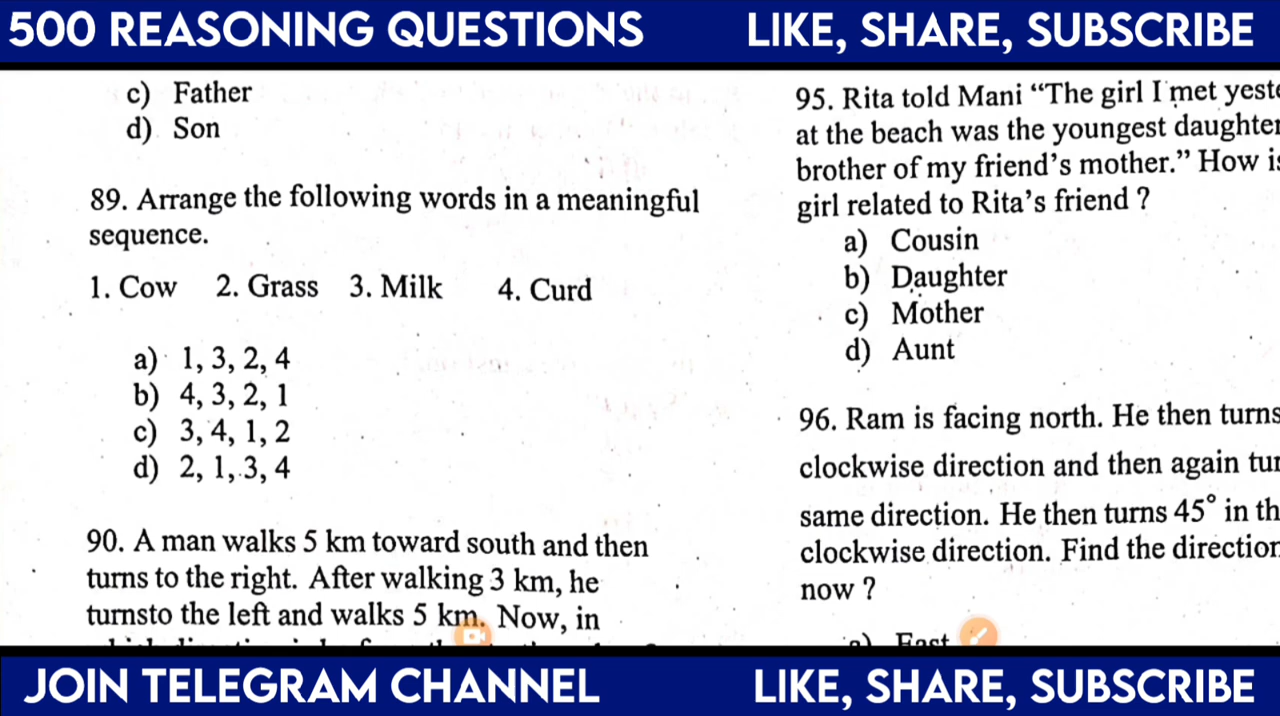 500 REASONING QUESTIONS
LIKE, SHARE, SUBSCRIBE
c) Father
d) Son
89. Arrange the following words in a meaningful
sequence.
1. Cow 2. Grass 3. Milk 4. Curd
a) 1, 3, 2, 4
b) 4, 3, 2, 1
c) 3, 4, 1, 2
d) 2, 1, 3, 4
90. A man walks 5 km toward south and then
turns to the right. After walking 3 km, he
turnsto the left and walks 5 km. Now, in
95. Rita told Mani “The girl I met
at the beach was the youngest
brother of my friend’s mother.” How
girl related to Rita’s friend ?
a) Cousin
b) Daughter
c) Mother
d) Aunt
96. Ram is facing north. He then turns
clockwise direction and then again
same direction. He then turns 45° in
clockwise direction. Find the
now ?
a) East
JOIN TELEGRAM CHANNEL
LIKE, SHARE, SUBSCRIBE